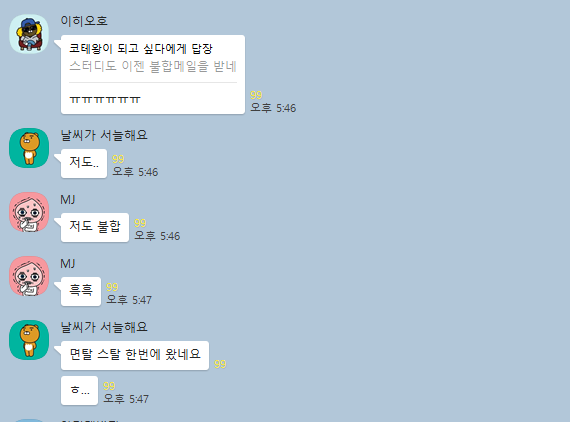 이히오호
코테왕이 되고 싶다에게 답장
스터디도 이젠 불합메일을 받네
ㅠㅠㅠㅠㅠㅠ
99
오후 5:46
날씨가 서늘해요
저도..
99
오후 5:46
MJ
저도 불합
99
오후 5:46
MJ
흑흑
99
오후 5:47
날씨가 서늘해요
면탈 스탈 한번에 왔네요
99
ㅎ...
99
오후 5:47